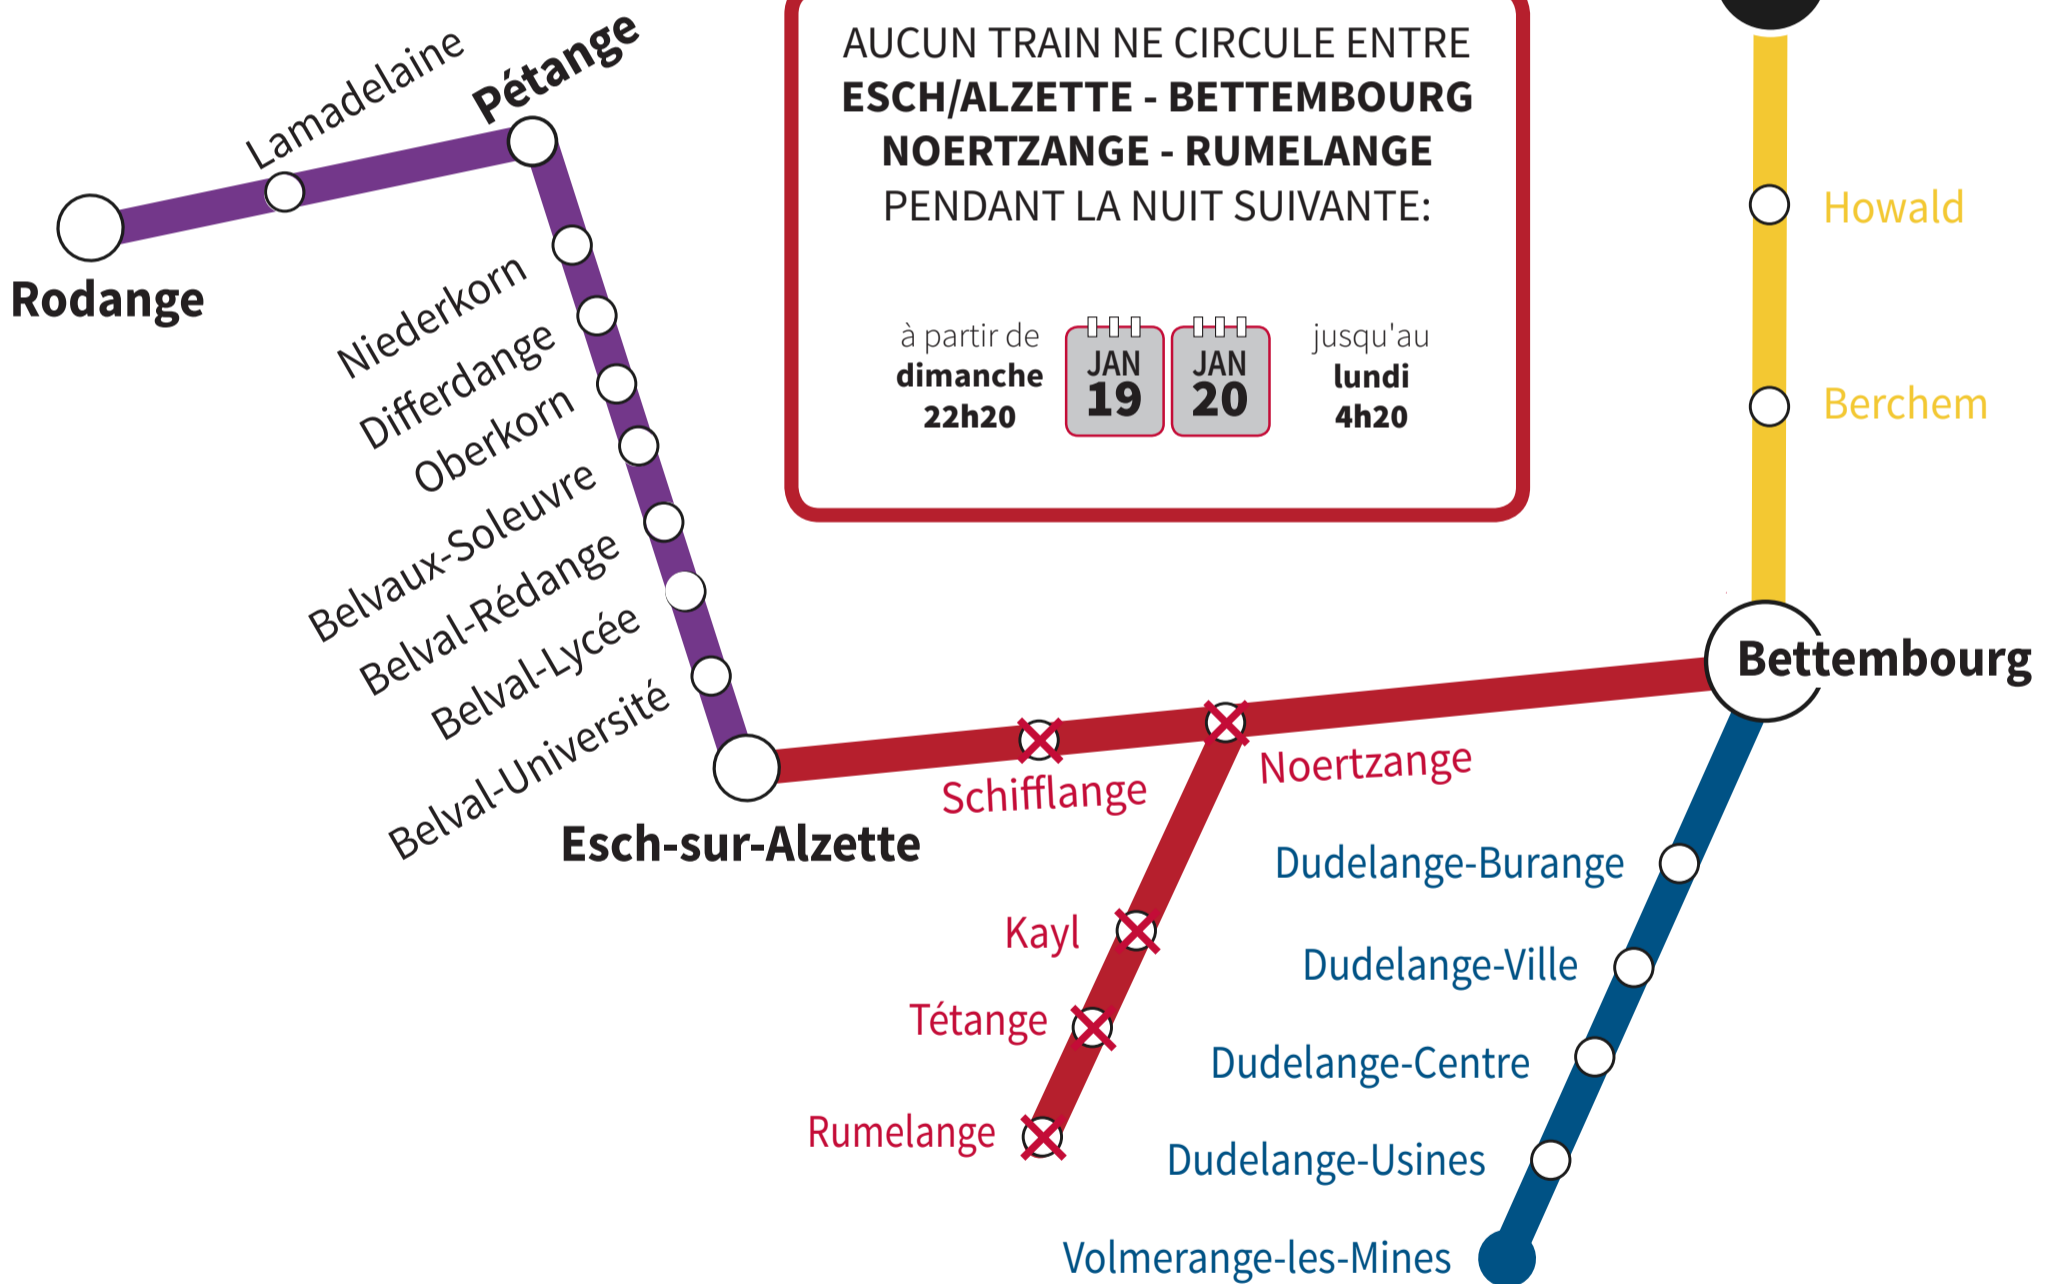 AUCUN TRAIN NE CIRCULE ENTRE
ESCH/ALZETTE - BETTEMBOURG
NOERTZANGE - RUMELANGE
PENDANT LA NUIT SUIVANTE:
à partir de
dimanche
22h20
JAN
19
JAN
20
jusqu'au
lundi
4h20
Lamadelaine
Pétange
Rodange
Niederkorn
Differdange
Oberkorn
Belvaux-Soleuvre
Belval-Rédange
Belval-Lycée
Belval-Université
Esch-sur-Alzette
Howald
Berchem
Bettembourg
Schifflange
Noertzange
Kayl
Tétange
Rumelange
Dudelange-Burange
Dudelange-Ville
Dudelange-Centre
Dudelange-Usines
Volmerange-les-Mines